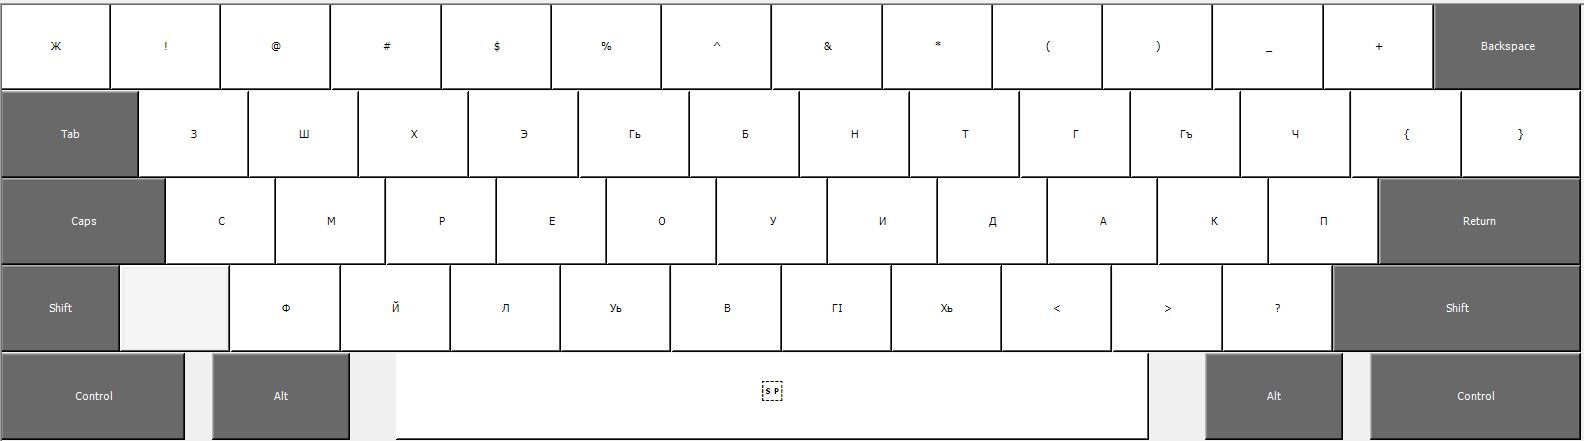 Ж ! @ # $ % ^ & * ( ) _ + Backspace
Tab З Ш Х Э Гь Б Н Т Г Гъ Ч { }
Caps С М Р Е О У И Д А К П Return
Shift Ф Й Л Уь В ГI Хь < > ? Shift
Control Alt SP Alt Control